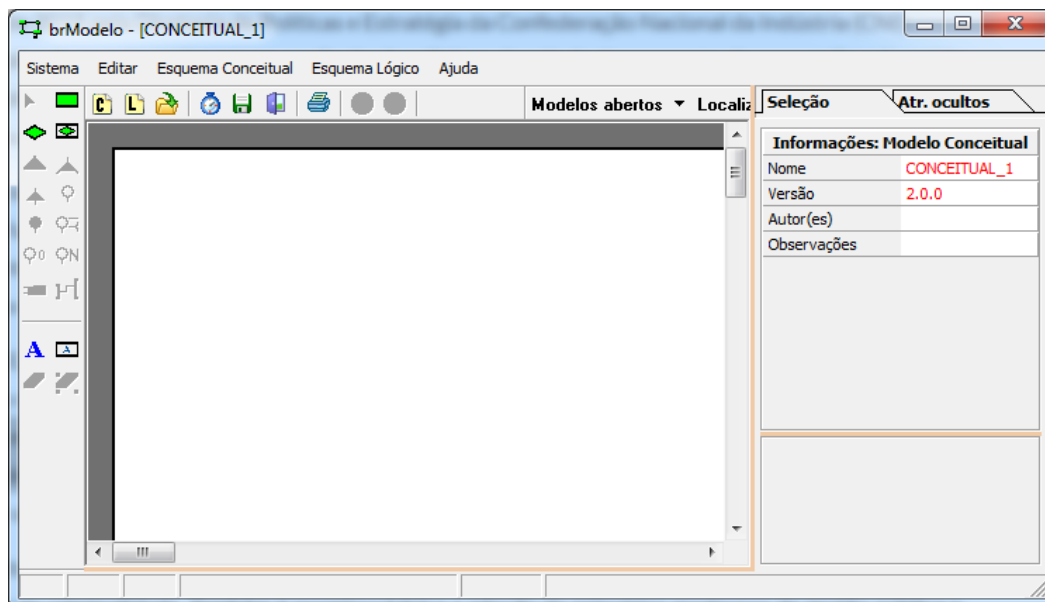 brModelo - [CONCEITUAL_1]
Sistema Editar Esquema Conceitual Esquema Lógico Ajuda
C L Modelos abertos Localiz
Seleção Atr. ocultos
Informações: Modelo Conceitual
Nome CONCEITUAL_1
Versão 2.0.0
Autor(es)
Observações
0 N
A A